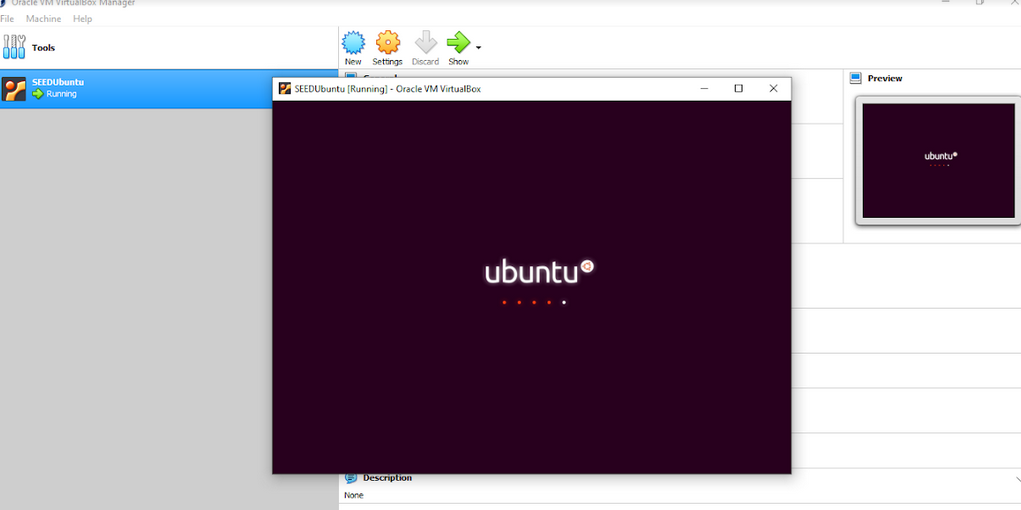 Oracle VM VirtualBox Manager
File Machine Help
Tools
New Settings Discard Show
SEEDUbuntu
Running
Preview
SEEDUbuntu [Running] - Oracle VM VirtualBox
ubuntu
ubuntu
Description
None